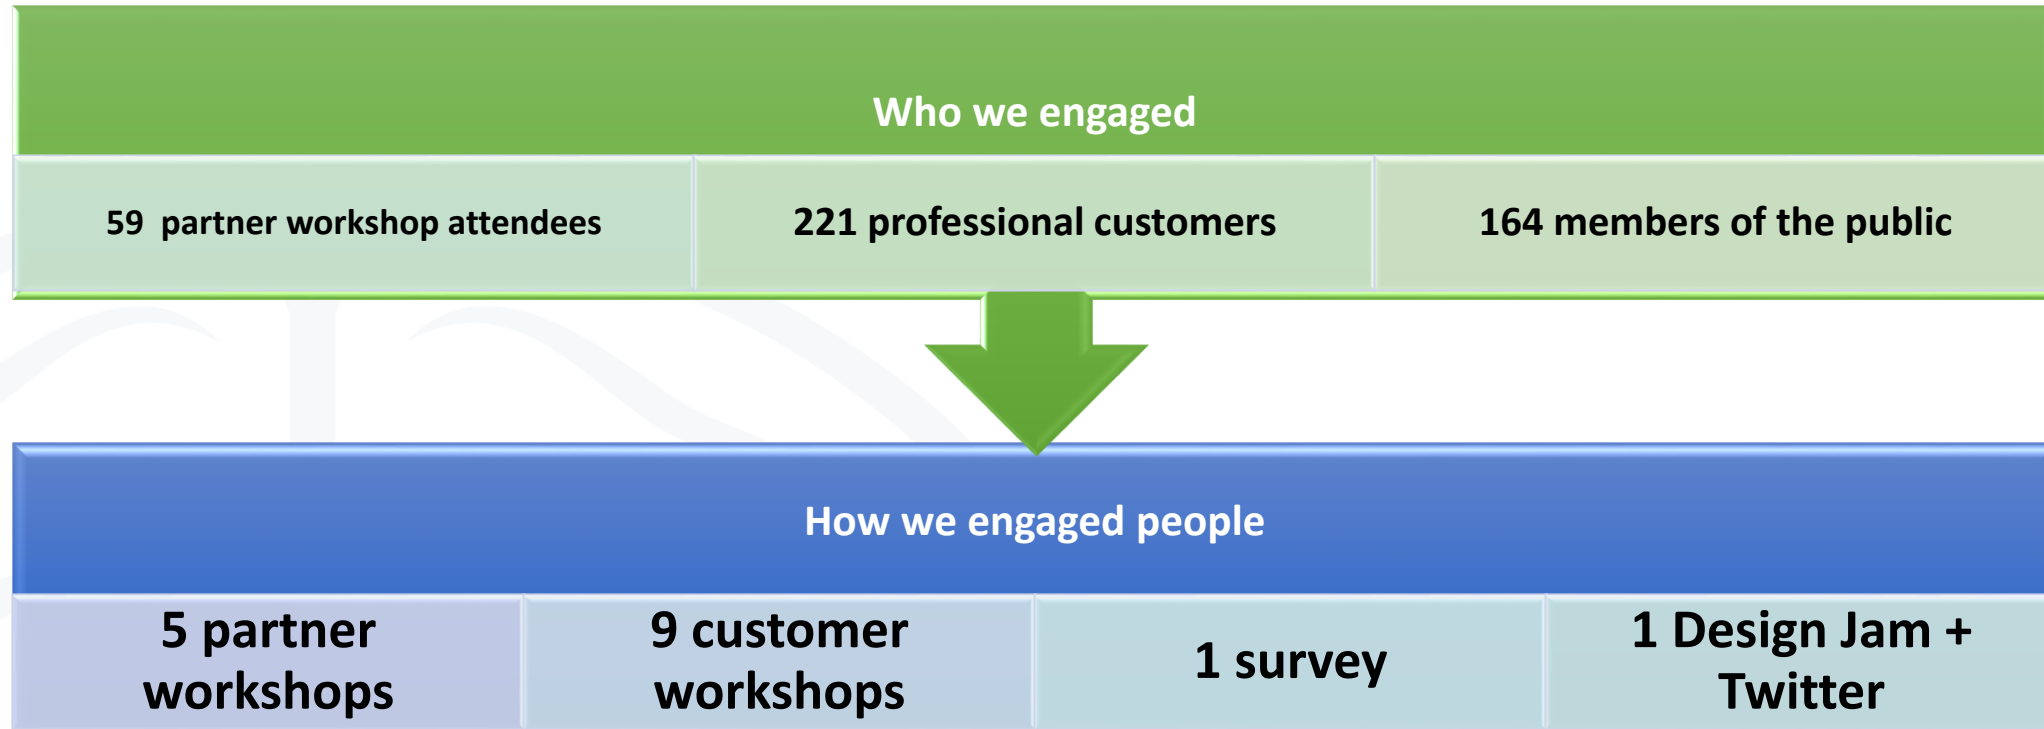 Who we engaged
59 partner workshop attendees
221 professional customers
164 members of the public
How we engaged people
5 partner
workshops
9 customer
workshops
1 survey
1 Design Jam +
Twitter